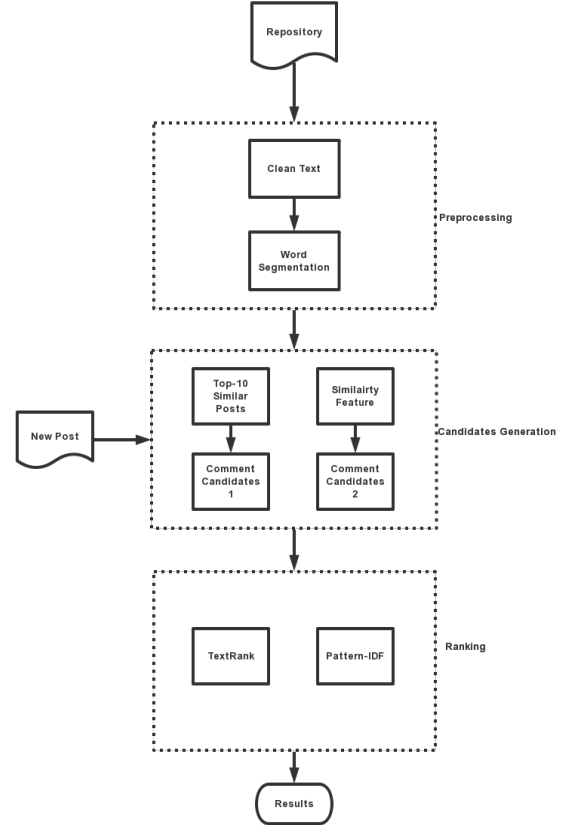 Repository
Clean Text
Preprocessing
Word
Segmentation
Top-10
Similar
Posts
Similairty
Feature
New Post
Candidates Generation
Comment
Candidates
1
Comment
Candidates
2
TextRank
Pattern-IDF
Ranking
Results